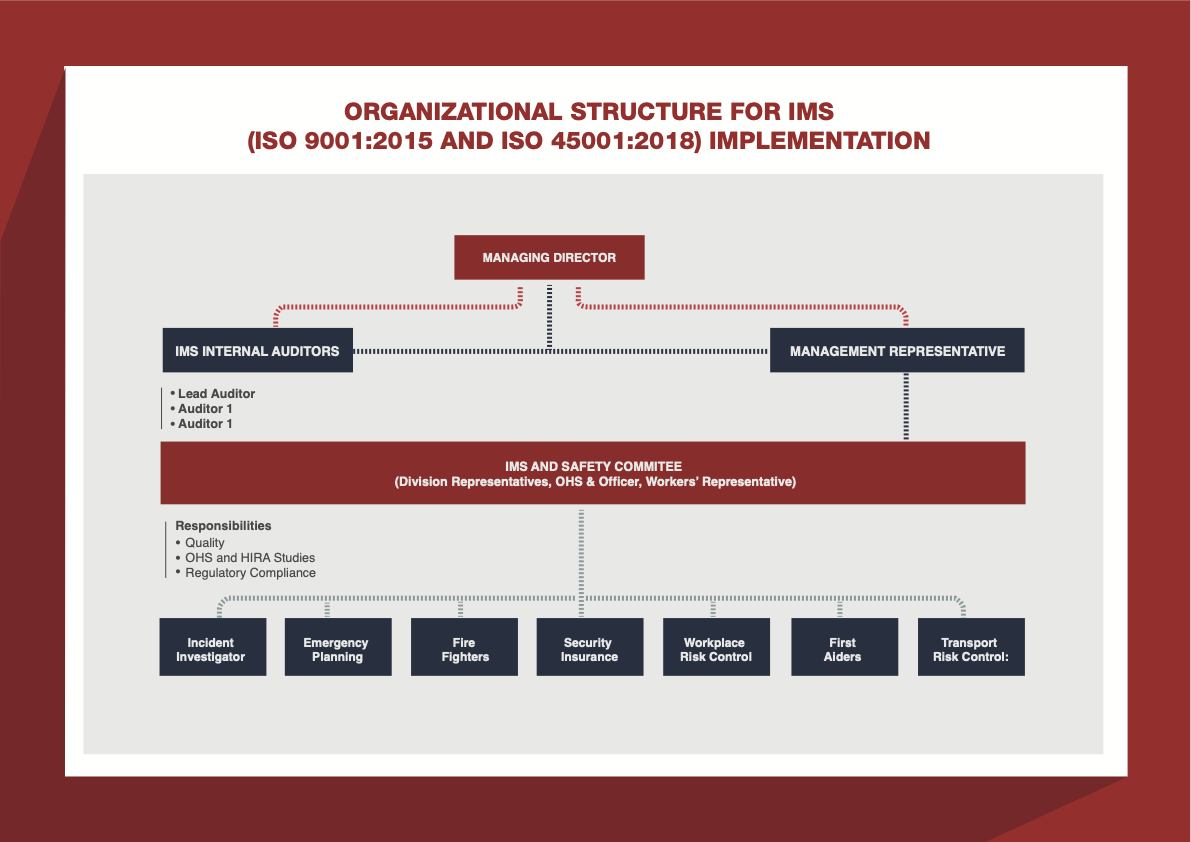 ORGANIZATIONAL STRUCTURE FOR IMS
(ISO 9001:2015 AND ISO 45001:2018) IMPLEMENTATION
MANAGING DIRECTOR
IMS INTERNAL AUDITORS
MANAGEMENT REPRESENTATIVE
• Lead Auditor
• Auditor 1
• Auditor 1
IMS AND SAFETY COMMITEE
(Division Representatives, OHS & Officer, Workers' Representative)
Responsibilities
• Quality
• OHS and HIRA Studies
• Regulatory Compliance
Incident
Investigator
Emergency
Planning
Fire
Fighters
Security
Insurance
Workplace
Risk Control
First
Aiders
Transport
Risk Control: